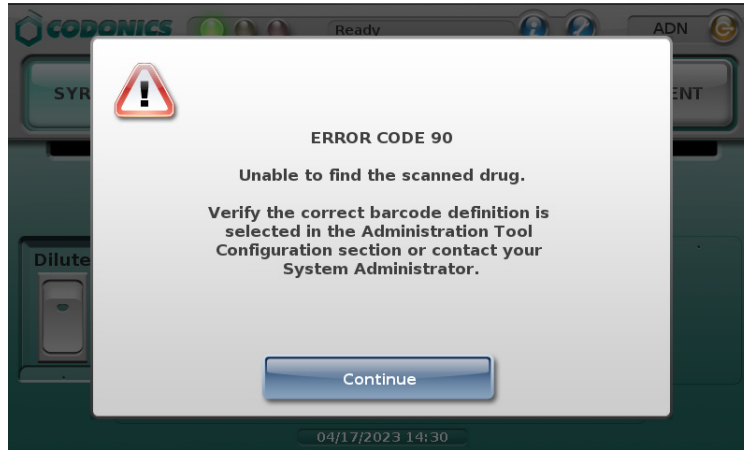 CODONICS
Ready
ADN
SYR
ENT
ERROR CODE 90
Unable to find the scanned drug.
Verify the correct barcode definition is
selected in the Administration Tool
Configuration section or contact your
System Administrator.
Dilute
Continue
04/17/2023 14:30